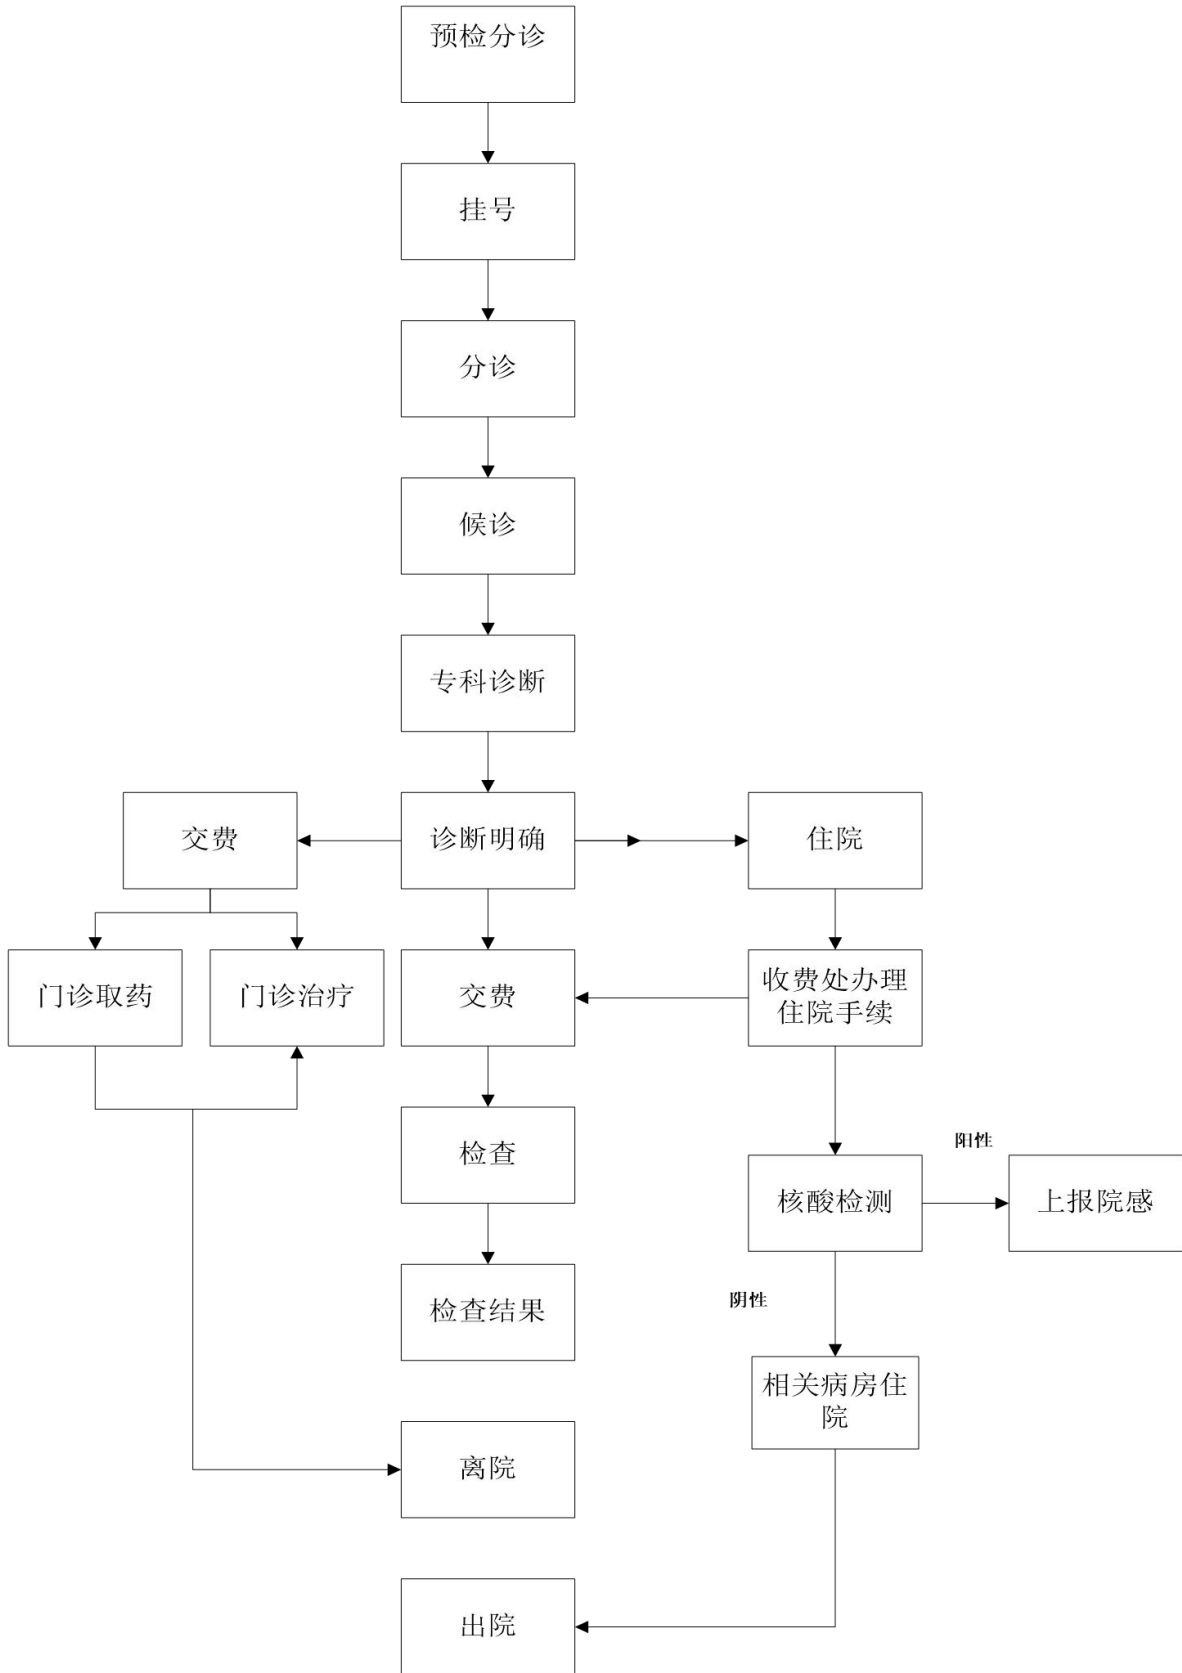 预检分诊
挂号
分诊
候诊
专科诊断
交费
诊断明确
住院
门诊取药
门诊治疗
交费
收费处办理
住院手续
检查
阳性
核酸检测
上报院感
检查结果
阴性
相关病房住
院
离院
出院